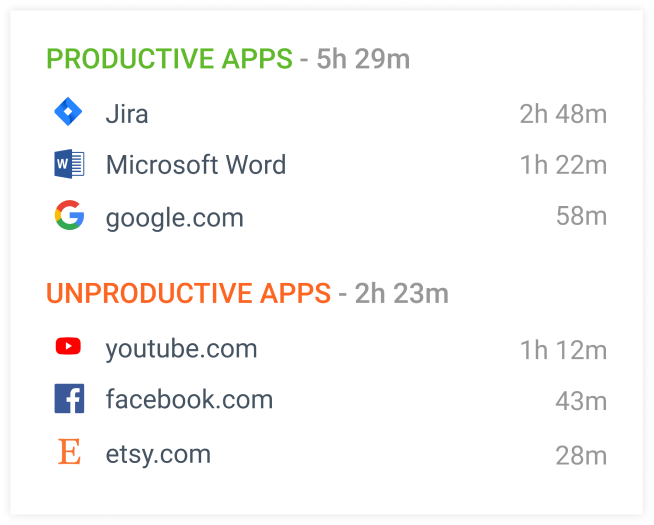 PRODUCTIVE APPS - 5h 29m
Jira 2h 48m
W Microsoft Word 1h 22m
G google.com 58m
UNPRODUCTIVE APPS - 2h 23m
youtube.com 1h 12m
f facebook.com 43m
E etsy.com 28m